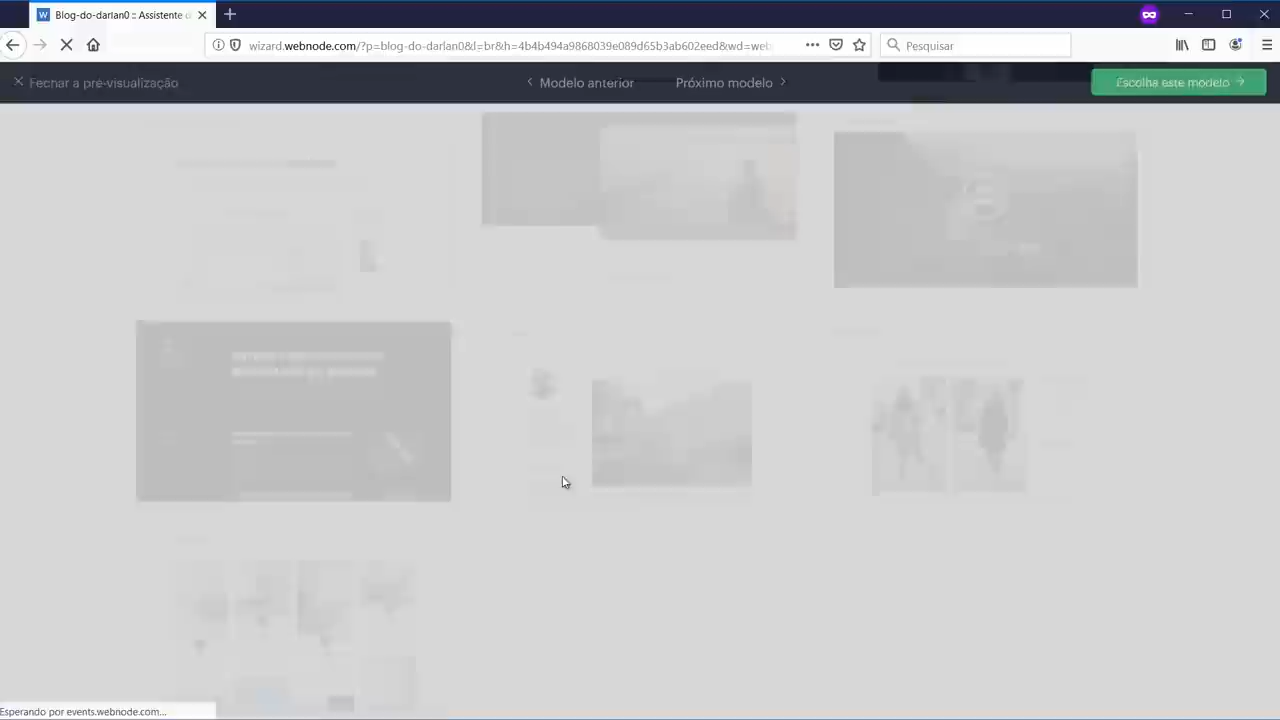 Blog-do-darlan0 :: Assistente d
wizard.webnode.com/?p=blog-do-darlan0&l=br&h=4b4b494a9868039e089d65b3ab602eed&wd=web
Pesquisar
Fechar a pré-visualização
Modelo anterior
Próximo modelo
Escolha este modelo
Esperando por events.webnode.com...